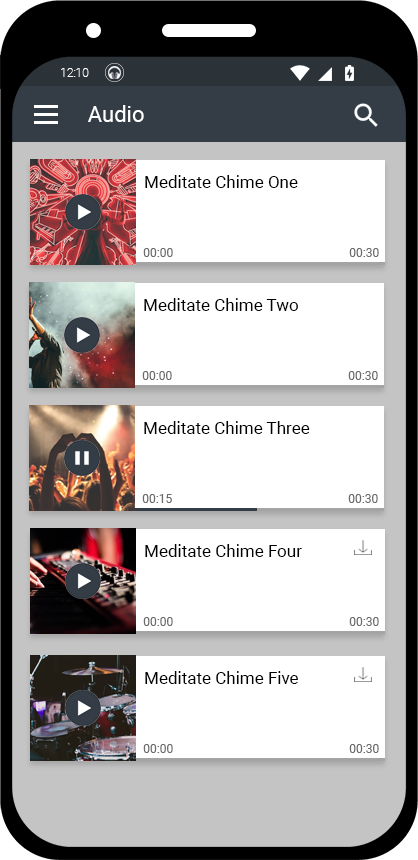 12:10
Audio
Meditate Chime One
00:00 00:30
Meditate Chime Two
00:00 00:30
Meditate Chime Three
00:15 00:30
Meditate Chime Four
00:00 00:30
Meditate Chime Five
00:00 00:30